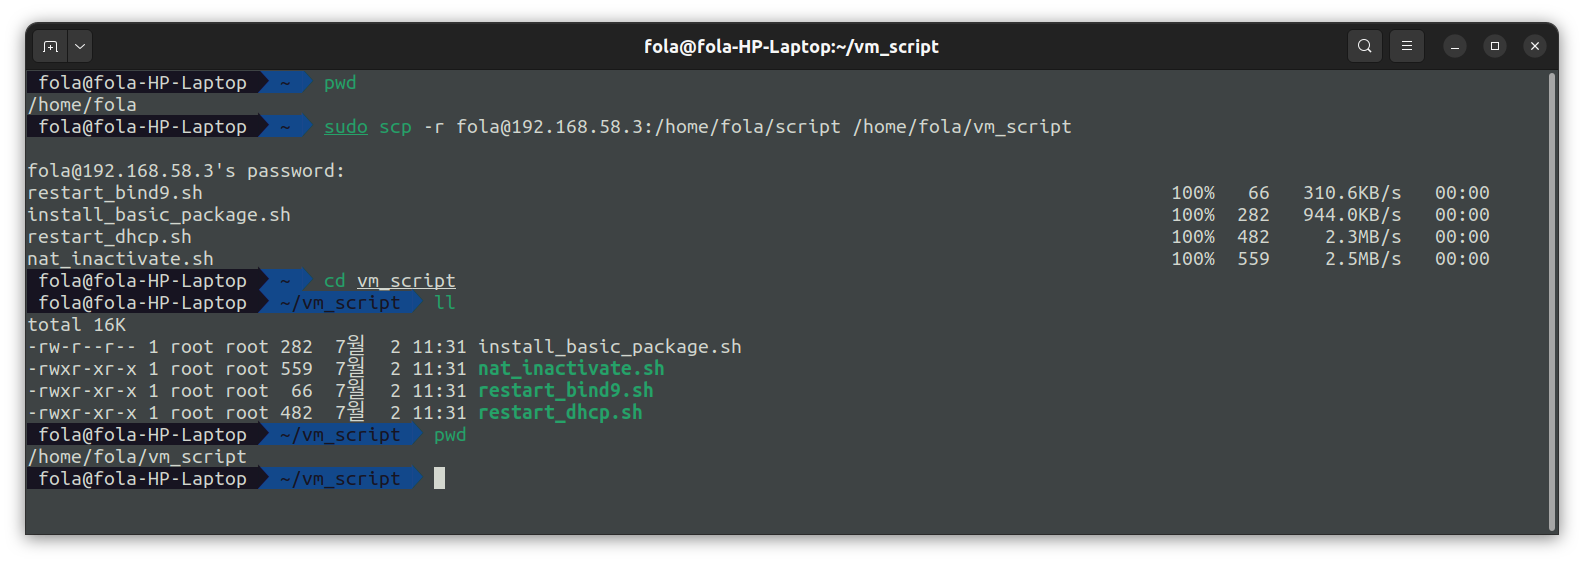 fola@fola-HP-Laptop:~/vm_script
fola@fola-HP-Laptop ~ pwd
/home/fola
fola@fola-HP-Laptop ~ sudo scp -r fola@192.168.58.3:/home/fola/script /home/fola/vm_script
fola@192.168.58.3's password:
restart_bind9.sh 100% 66 310.6KB/s 00:00
install_basic_package.sh 100% 282 944.0KB/s 00:00
restart_dhcp.sh 100% 482 2.3MB/s 00:00
nat_inactivate.sh 100% 559 2.5MB/s 00:00
fola@fola-HP-Laptop ~ cd vm_script
fola@fola-HP-Laptop ~/vm_script ll
total 16K
-rw-r--r-- 1 root root 282 7월 2 11:31 install_basic_package.sh
-rwxr-xr-x 1 root root 559 7월 2 11:31 nat_inactivate.sh
-rwxr-xr-x 1 root root 66 7월 2 11:31 restart_bind9.sh
-rwxr-xr-x 1 root root 482 7월 2 11:31 restart_dhcp.sh
fola@fola-HP-Laptop ~/vm_script pwd
/home/fola/vm_script
fola@fola-HP-Laptop ~/vm_script